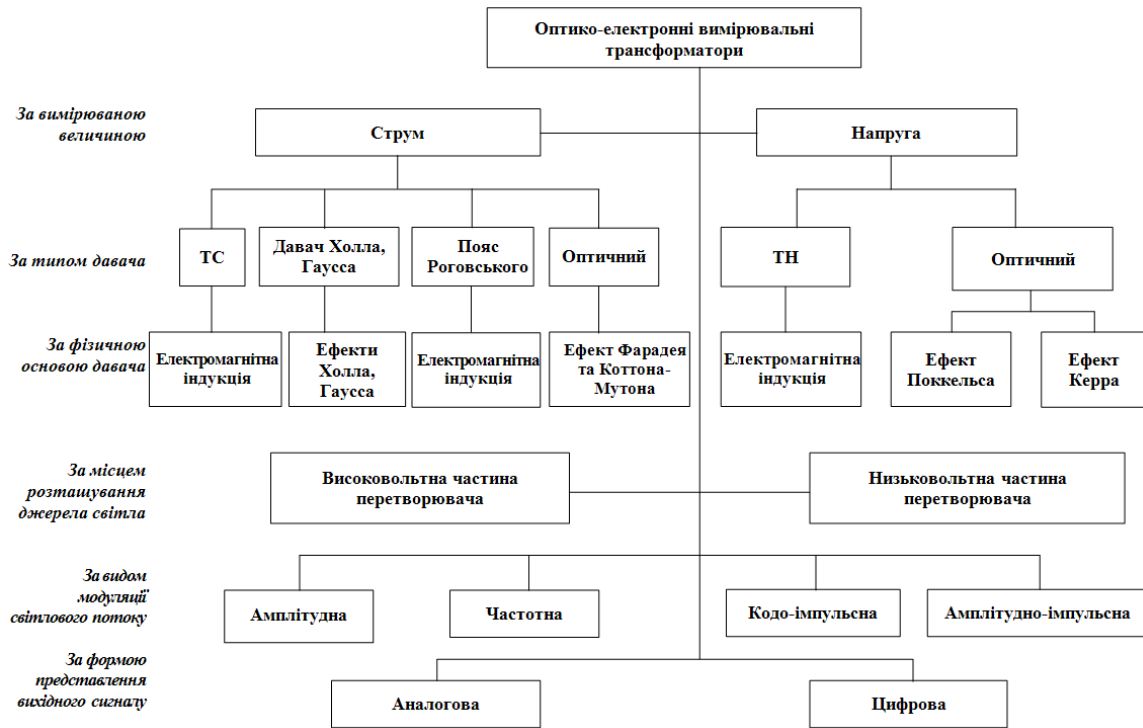 Оптико-електронні вимірювальні
трансформатори
За вимірюваною
величиною
Струм
Напруга
За типом давача
ТС
Давач Холла,
Гаусса
Пояс
Роговського
Оптичний
ТН
Оптичний
За фізичною
основою давача
Електромагнітна
індукція
Ефекти
Холла,
Гаусса
Електромагнітна
індукція
Ефект Фарадея
та Коттона-
Мутона
Електромагнітна
індукція
Ефект
Поккельса
Ефект
Керра
За місцем
розташування
джерела світла
Високовольтна частина
перетворювача
Низьковольтна частина
перетворювача
За видом
модуляції
світлового потоку
Амплітудна
Частотна
Кодо-імпульсна
Амплітудно-імпульсна
За формою
представлення
вихідного сигналу
Аналогова
Цифрова